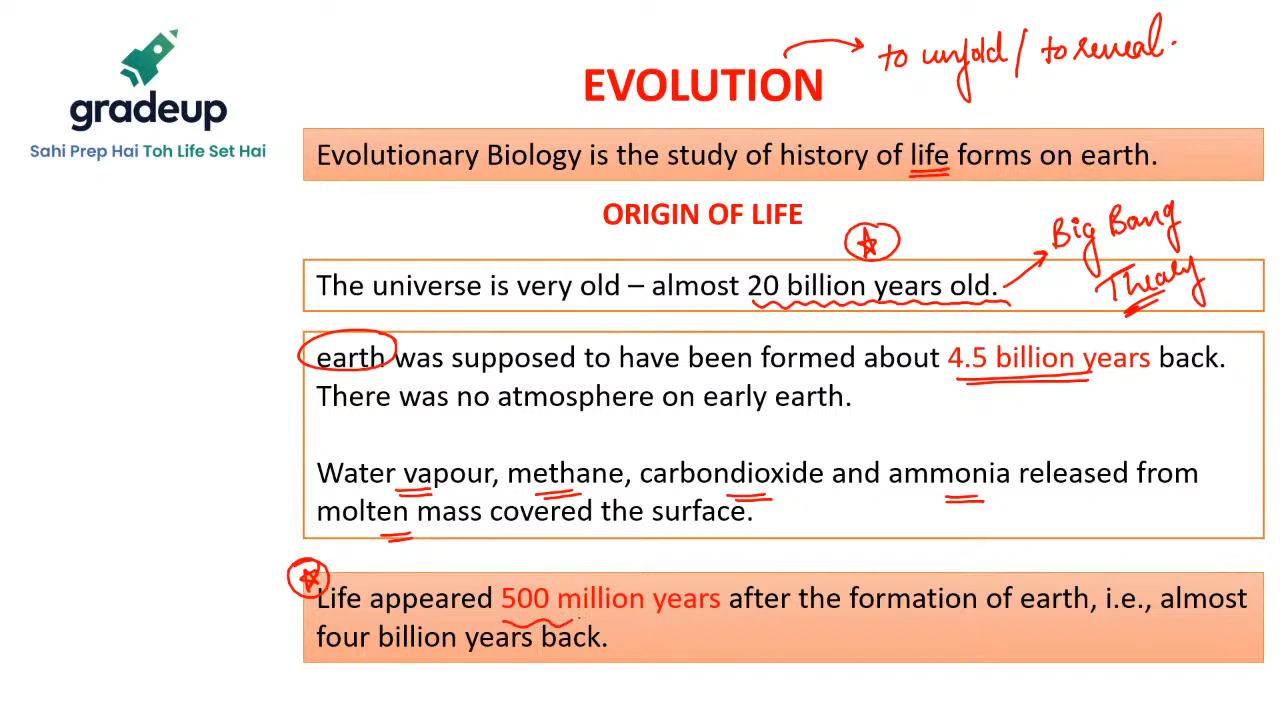 gradeup
Sahi Prep Hai Toh Life Set Hai
EVOLUTION
to unfold / to reveal.
Evolutionary Biology is the study of history of life forms on earth.
ORIGIN OF LIFE
The universe is very old – almost 20 billion years old.
Big Bang
Theory
earth was supposed to have been formed about 4.5 billion years back.
There was no atmosphere on early earth.
Water vapour, methane, carbondioxide and ammonia released from
molten mass covered the surface.
Life appeared 500 million years after the formation of earth, i.e., almost
four billion years back.